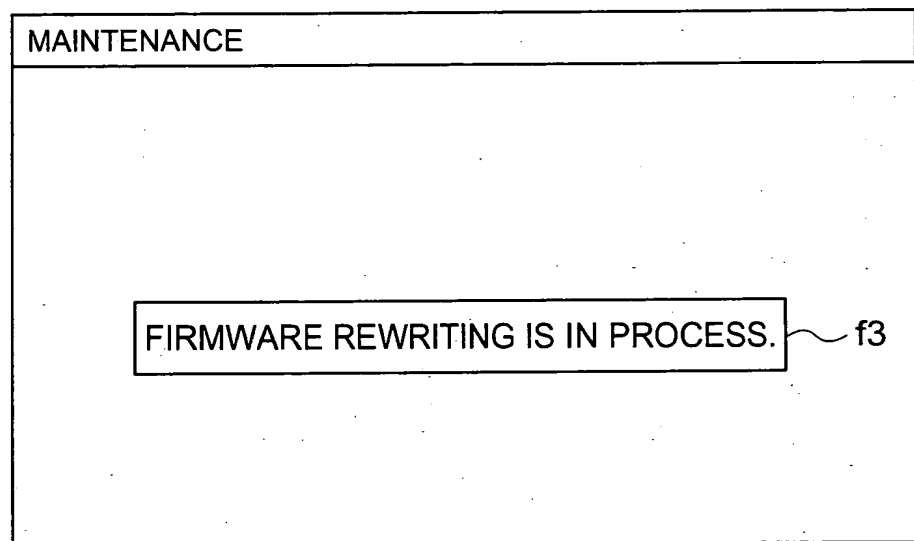 MAINTENANCE
FIRMWARE REWRITING IS IN PROCESS.
f3